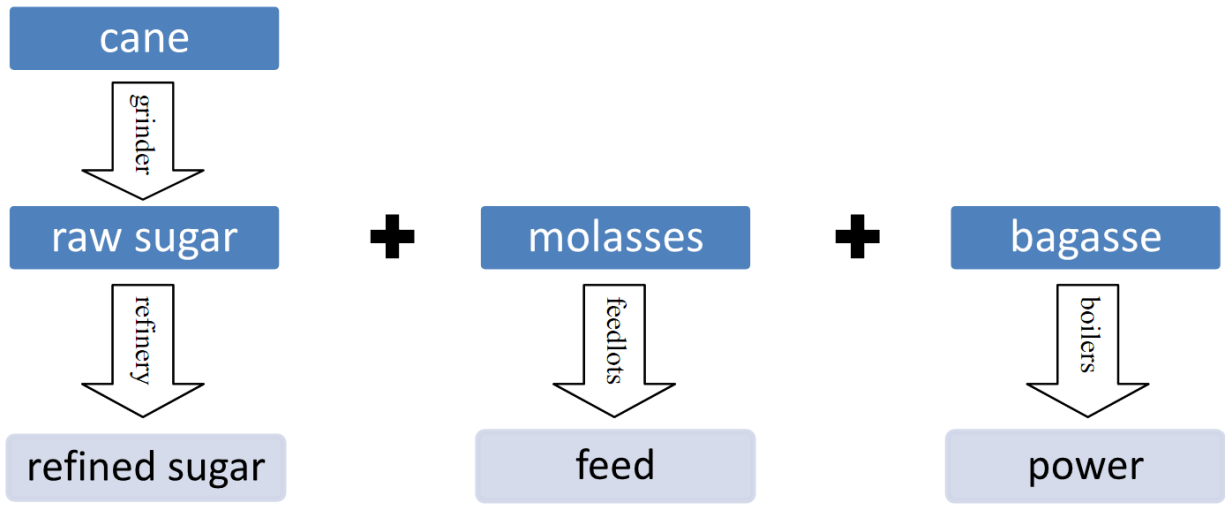 cane
grinder
raw sugar + molasses + bagasse
refinery
feedlots
boilers
refined sugar
feed
power